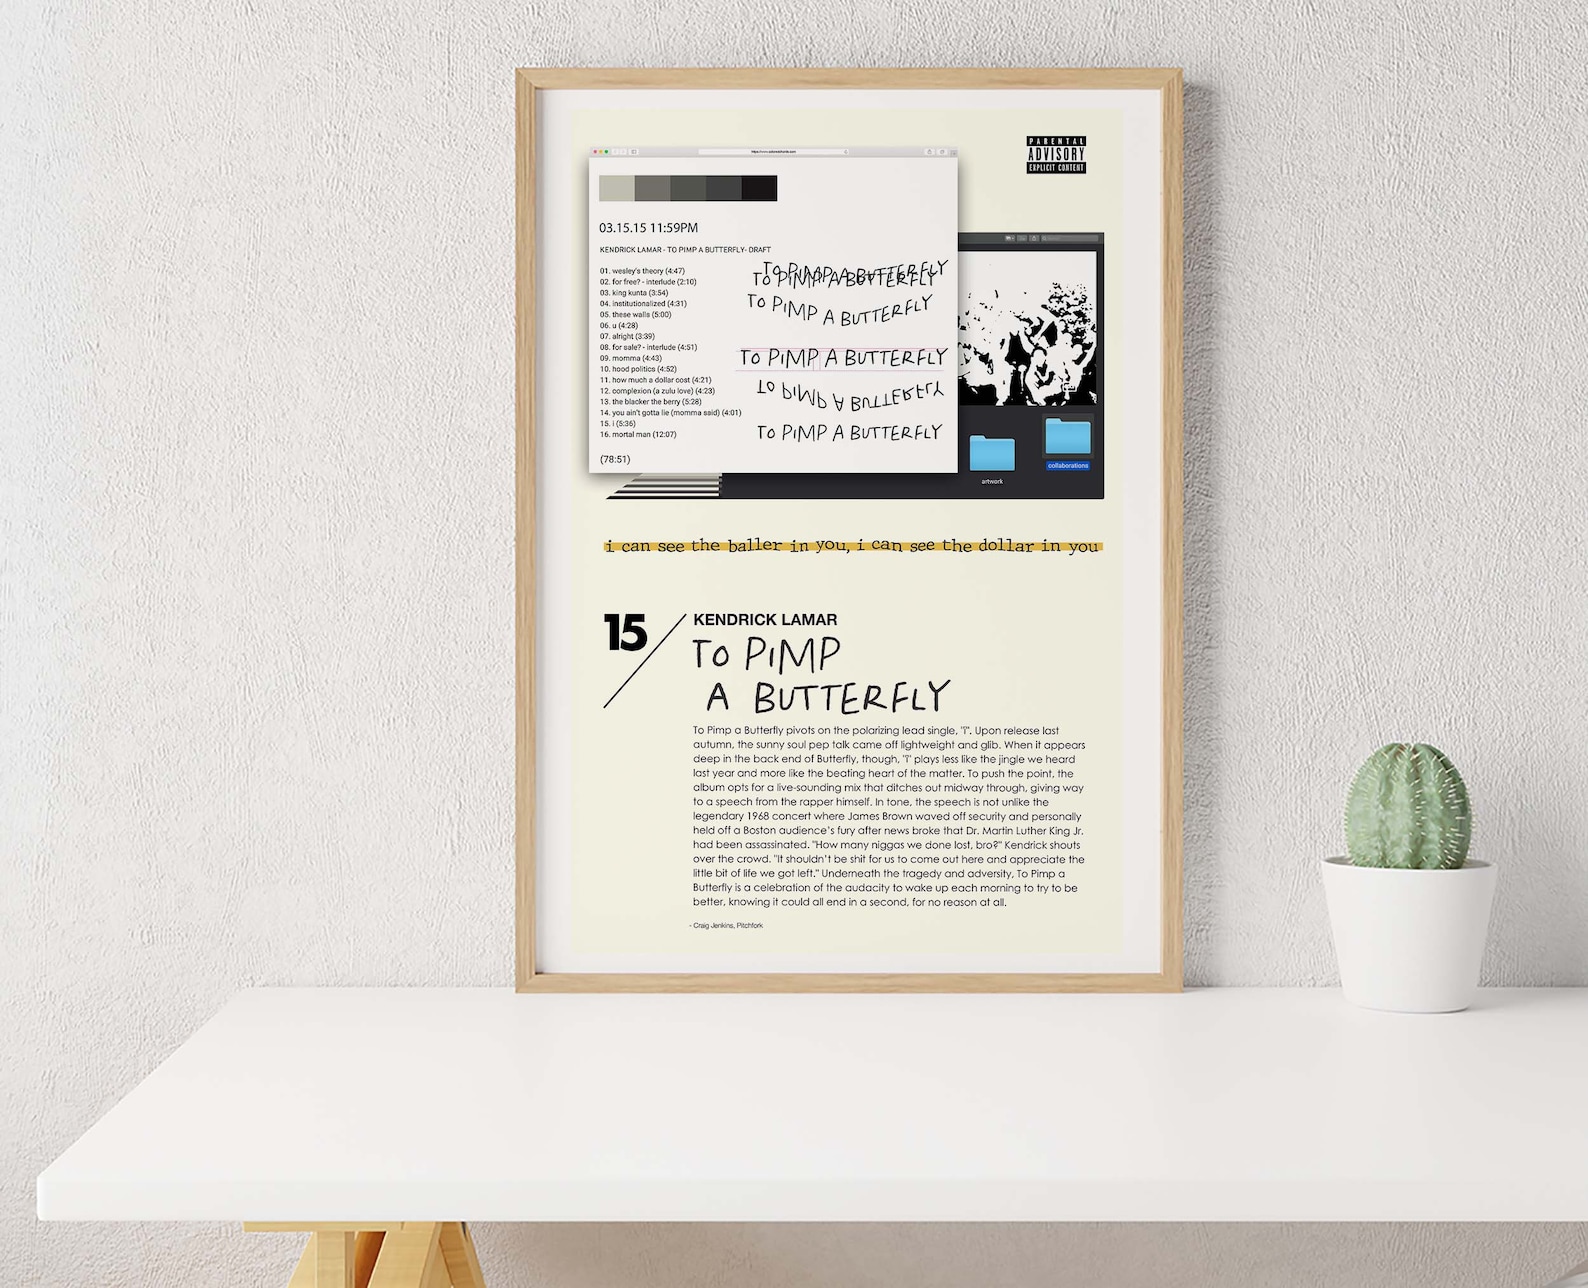 PARENTAL
ADVISORY
EXPLICIT CONTENT
03.15.15 11:59PM
KENDRICK LAMAR - TO PIMP A BUTTERFLY- DRAFT
01. wesley's theory (4:47)
02. for free? - interlude (2:10)
03. king kunta (3:54)
04. institutionalized (4:31)
05. these walls (5:00)
06. u (4:28)
07. alright (3:39)
08. for sale? - interlude (4:51)
09. momma (4:43)
10. hood politics (4:52)
11. how much a dollar cost (4:21)
12. complexion (a zulu love) (4:23)
13. the blacker the berry (5:28)
14. you ain't gotta lie (momma said) (4:01)
15. i (5:36)
16. mortal man (12:07)
(78:51)
TO PiMP A BUTTERFLY
TO PiMP A BUTTERFLY
TO PiMP A BUTTERFLY
TO PiMP A BUTTERFLY
TO PiMP A BUTTERFLY
TO PiMP A BUTTERFLY
artwork
collaborations
i can see the baller in you, i can see the dollar in you
15
KENDRICK LAMAR
TO PiMP
A BUTTERFLY
To Pimp a Butterfly pivots on the polarizing lead single, "i". Upon release last
autumn, the sunny soul pep talk came off lightweight and glib. When it appears
deep in the back end of Butterfly, though, "i" plays less like the jingle we heard
last year and more like the beating heart of the matter. To push the point, the
album opts for a live-sounding mix that ditches out midway through, giving way
to a speech from the rapper himself. In tone, the speech is not unlike the
legendary 1968 concert where James Brown waved off security and personally
held off a Boston audience's fury after news broke that Dr. Martin Luther King Jr.
had been assassinated. "How many niggas we done lost, bro?" Kendrick shouts
over the crowd. "It shouldn't be shit for us to come out here and appreciate the
little bit of life we got left." Underneath the tragedy and adversity, To Pimp a
Butterfly is a celebration of the audacity to wake up each morning to try to be
better, knowing it could all end in a second, for no reason at all.
- Craig Jenkins, Pitchfork